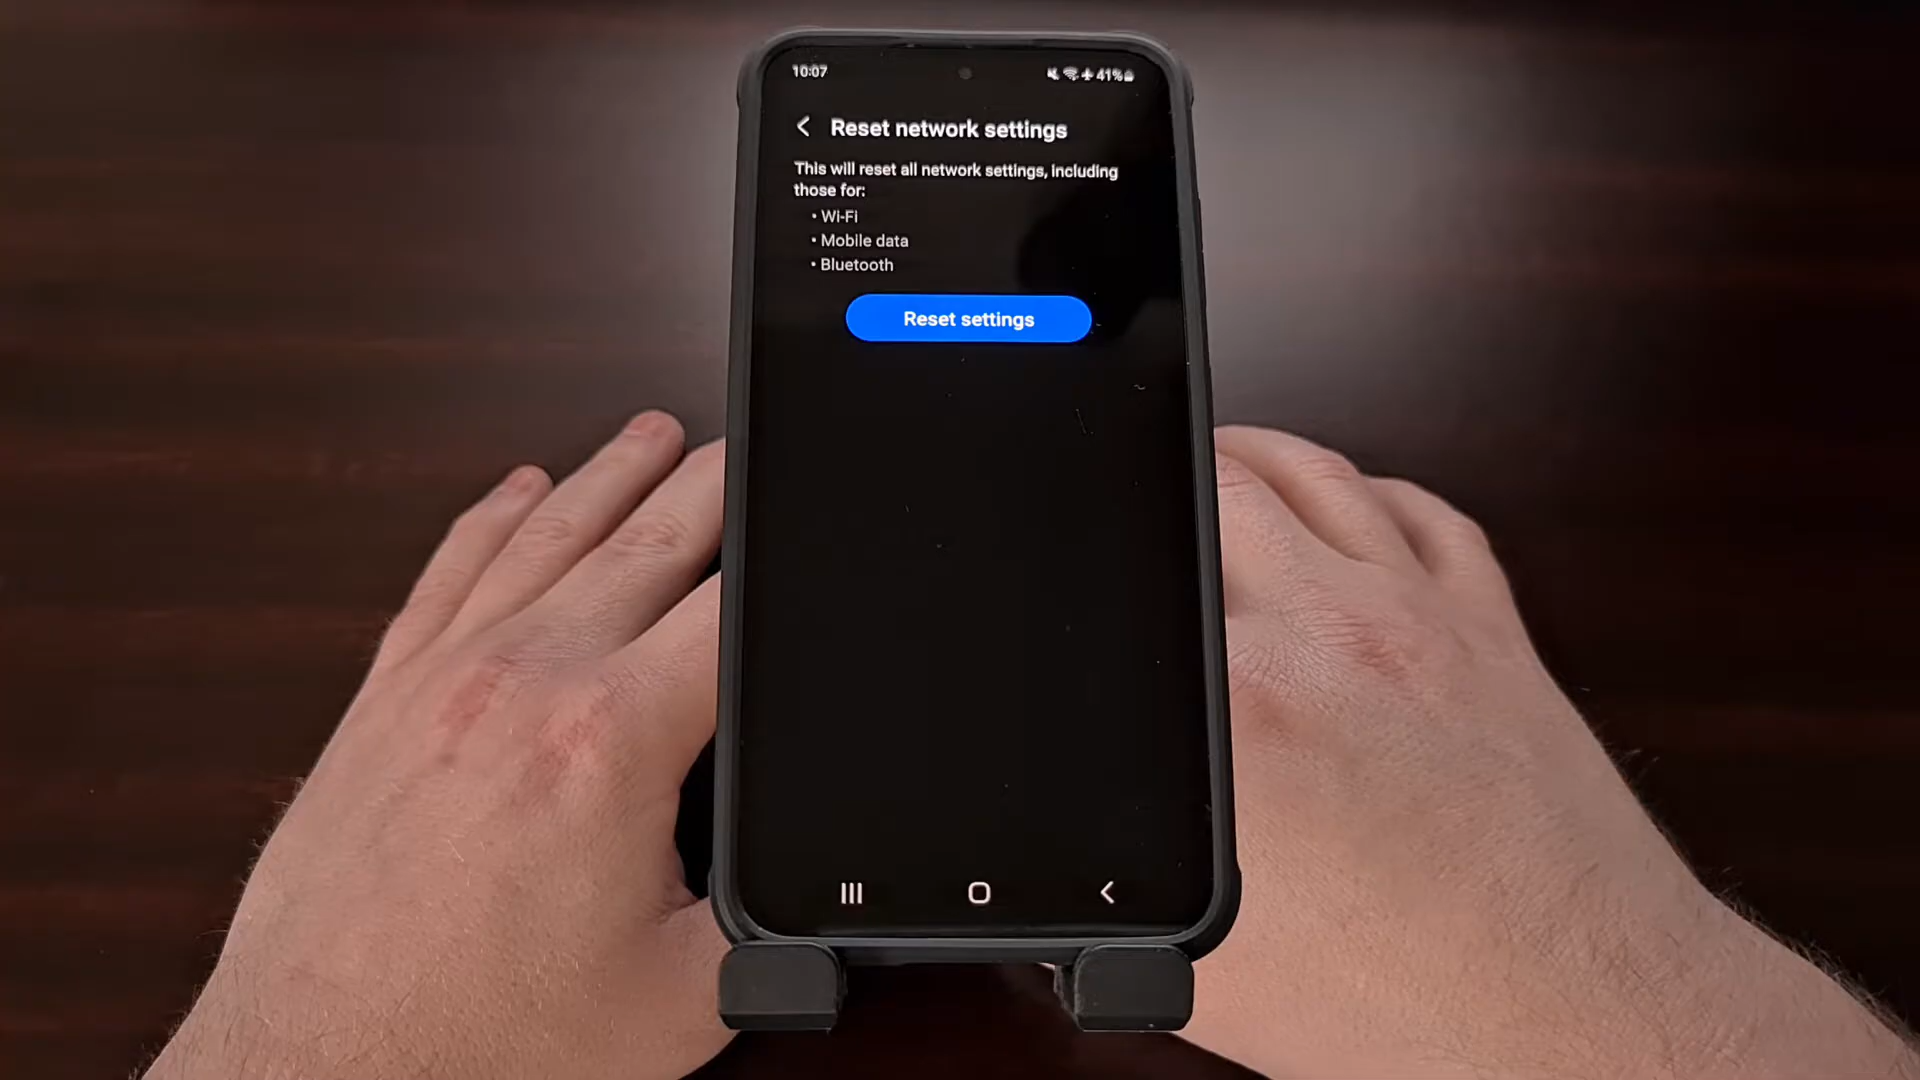 10:07
41%
Reset network settings
This will reset all network settings, including
those for:
• Wi-Fi
• Mobile data
• Bluetooth
Reset settings